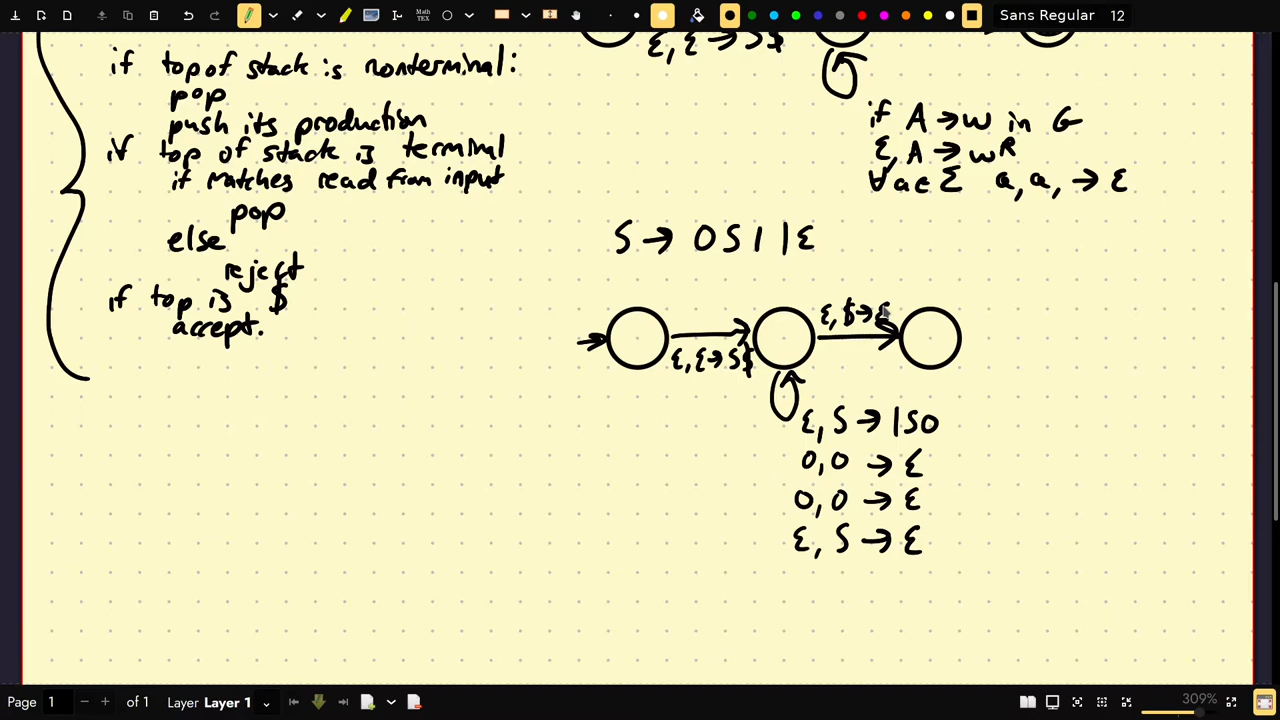 Sans Regular 12
if top of stack is nonterminal:
pop
push its production
if top of stack is terminal
if matches read from input
pop
else
reject
if top is $
accept.
ε, ε → S$
if A → w in G
ε, A → w^R
∀ a ∈ Σ a, a, → ε
S → 0 S 1 | ε
ε, ε → S$
ε, $ → ε
ε, S → 1S0
0, 0 → ε
0, 0 → ε
ε, S → ε
Page 1 of 1 Layer Layer 1
309%